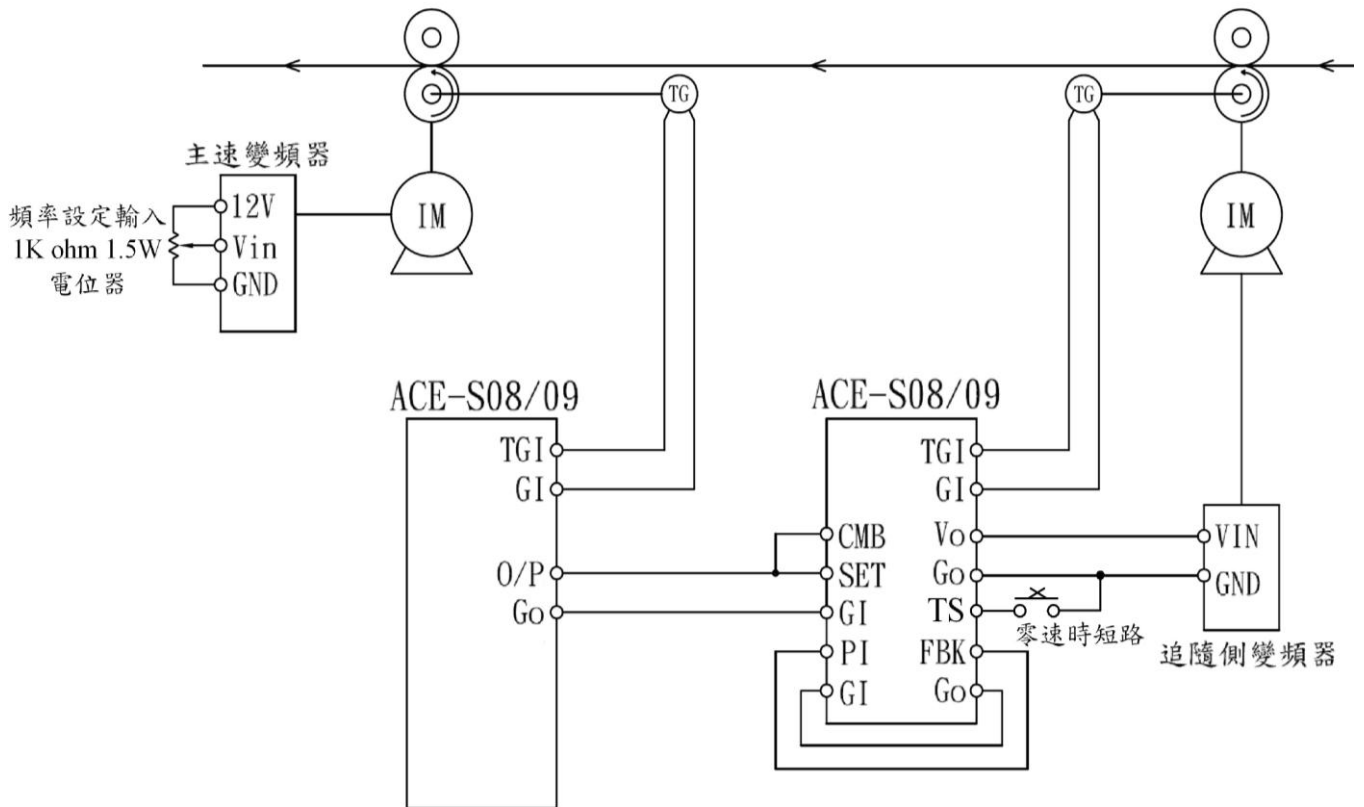 TG
TG
主速變頻器
頻率設定輸入
1K ohm 1.5W
電位器
12V
Vin
GND
IM
IM
ACE-S08/09
TGI
GI
O/P
Go
ACE-S08/09
CMB
SET
GI
PI
GI
TGI
GI
Vo
Go
TS
FBK
Go
零速時短路
VIN
GND
追隨側變頻器